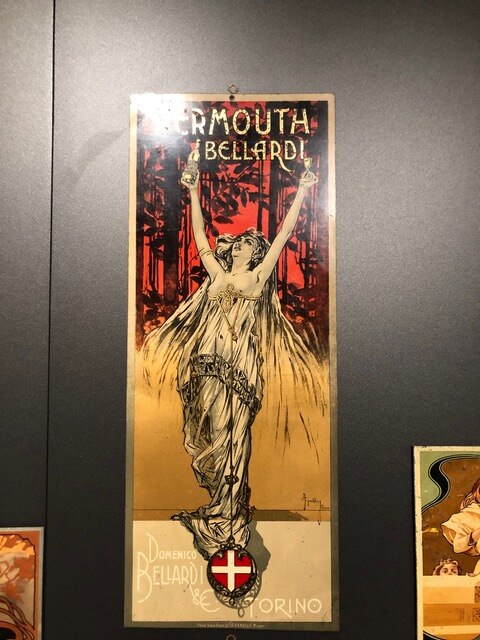 VERMOUTH
BELLARDI
DOMENICO
BELLARDI
& C TORINO